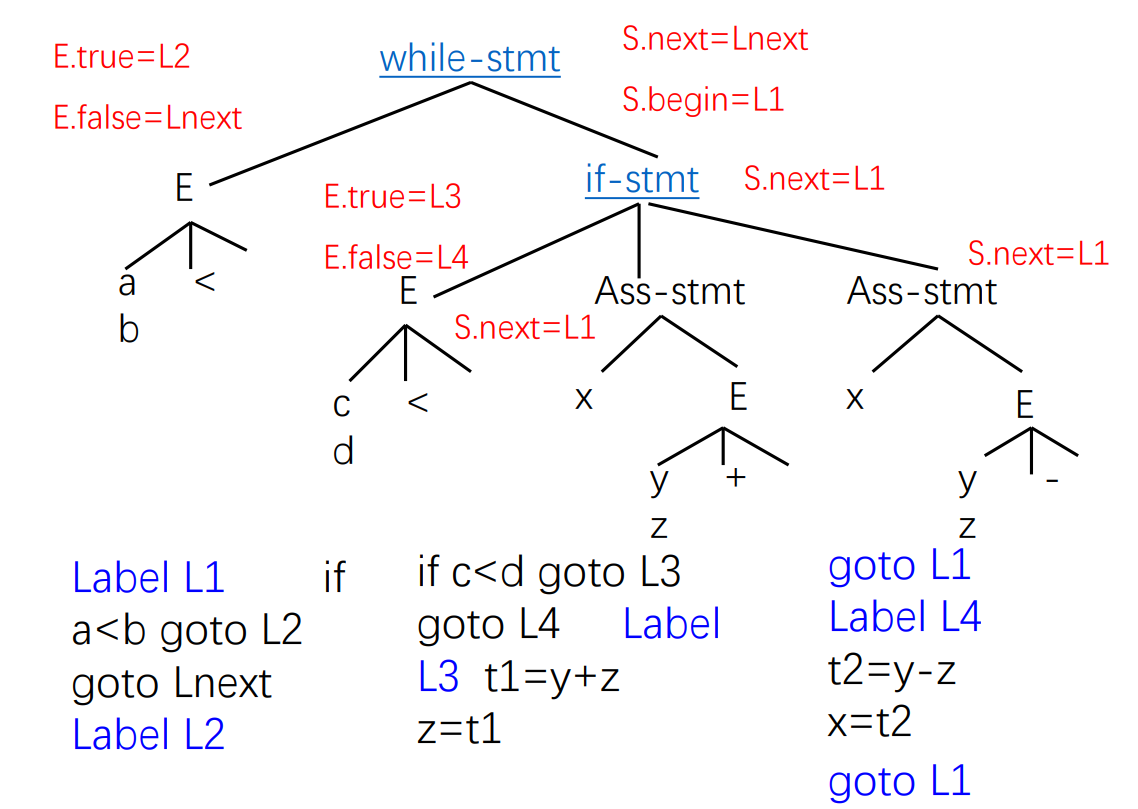 E.true=L2
while-stmt
S.next=Lnext
E.false=Lnext
S.begin=L1
E
E.true=L3
if-stmt
S.next=L1
E.false=L4
S.next=L1
a <
b
E
Ass-stmt
Ass-stmt
S.next=L1
c <
d
x
E
x
E
y +
z
y -
z
Label L1 if
a<b goto L2
goto Lnext
Label L2
if c<d goto L3
goto L4 Label
L3 t1=y+z
z=t1
goto L1
Label L4
t2=y-z
x=t2
goto L1